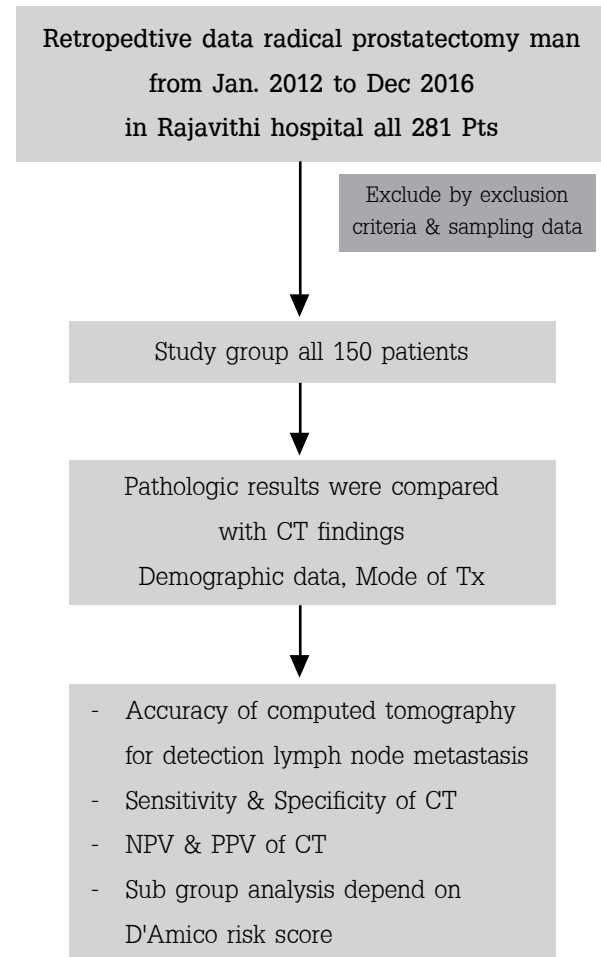 Retropedtive data radical prostatectomy man
from Jan. 2012 to Dec 2016
in Rajavithi hospital all 281 Pts
Exclude by exclusion
criteria & sampling data
Study group all 150 patients
Pathologic results were compared
with CT findings
Demographic data, Mode of Tx
- Accuracy of computed tomography
for detection lymph node metastasis
- Sensitivity & Specificity of CT
- NPV & PPV of CT
- Sub group analysis depend on
D'Amico risk score